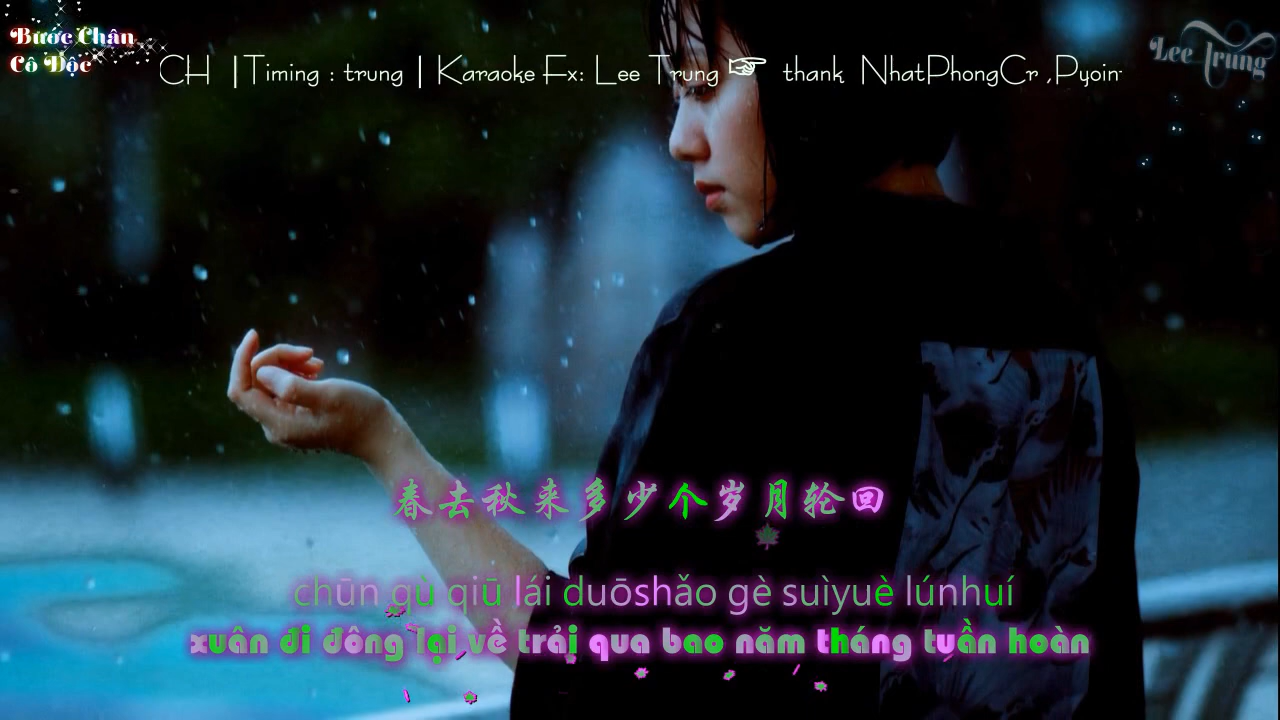 Bước Chân
Cô Độc
CH |Timing : trung | Karaoke Fx: Lee Trung ☞ thank NhatPhongCr ,Pyoin
Lee Trung
春去秋来多少个岁月轮回
chūn qù qiū lái duōshǎo gè suìyuè lúnhuí
xuân đi đông lại về trải qua bao năm tháng tuần hoàn